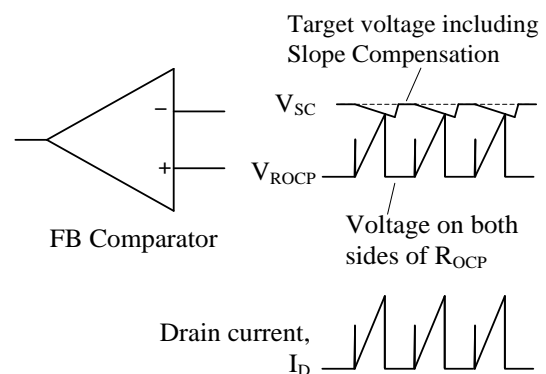 Target voltage including
Slope Compensation
V_SC
−
+
V_ROCP
FB Comparator
Voltage on both
sides of R_OCP
Drain current,
I_D